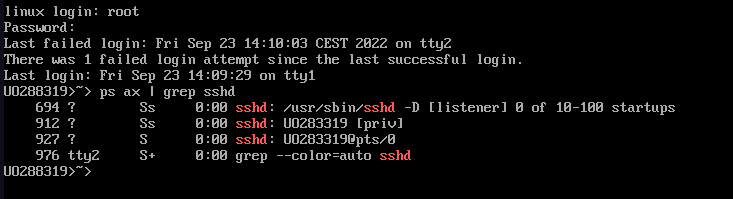 linux login: root
Password:
Last failed login: Fri Sep 23 14:10:03 CEST 2022 on tty2
There was 1 failed login attempt since the last successful login.
Last login: Fri Sep 23 14:09:29 on tty1
UO288319>~> ps ax | grep sshd
694 ? Ss 0:00 sshd: /usr/sbin/sshd -D [listener] 0 of 10-100 startups
912 ? Ss 0:00 sshd: UO288319 [priv]
927 ? S 0:00 sshd: UO288319@pts/0
976 tty2 S+ 0:00 grep --color=auto sshd
UO288319>~>